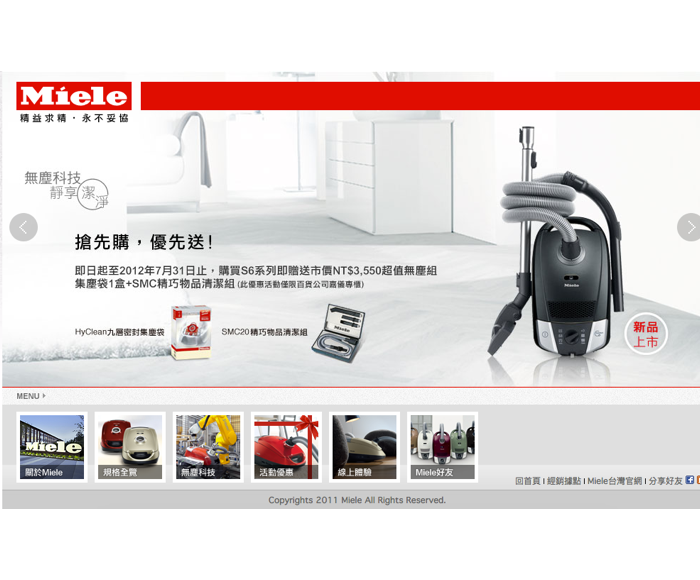 Miele
精益求精・永不妥協
無塵科技
靜享潔淨
搶先購，優先送！
即日起至2012年7月31日止，購買S6系列即贈送市價NT$3,550超值無塵組
集塵袋1盒+SMC精巧物品清潔組 (此優惠活動僅限百貨公司嘉儀專櫃)
HyClean九層密封集塵袋
SMC20精巧物品清潔組
Miele
Miele
新品
上市
MENU
Miele
關於Miele
規格全覽
無塵科技
活動優惠
線上體驗
Miele好友
回首頁 | 經銷據點 | Miele台灣官網 | 分享好友
Copyrights 2011 Miele All Rights Reserved.